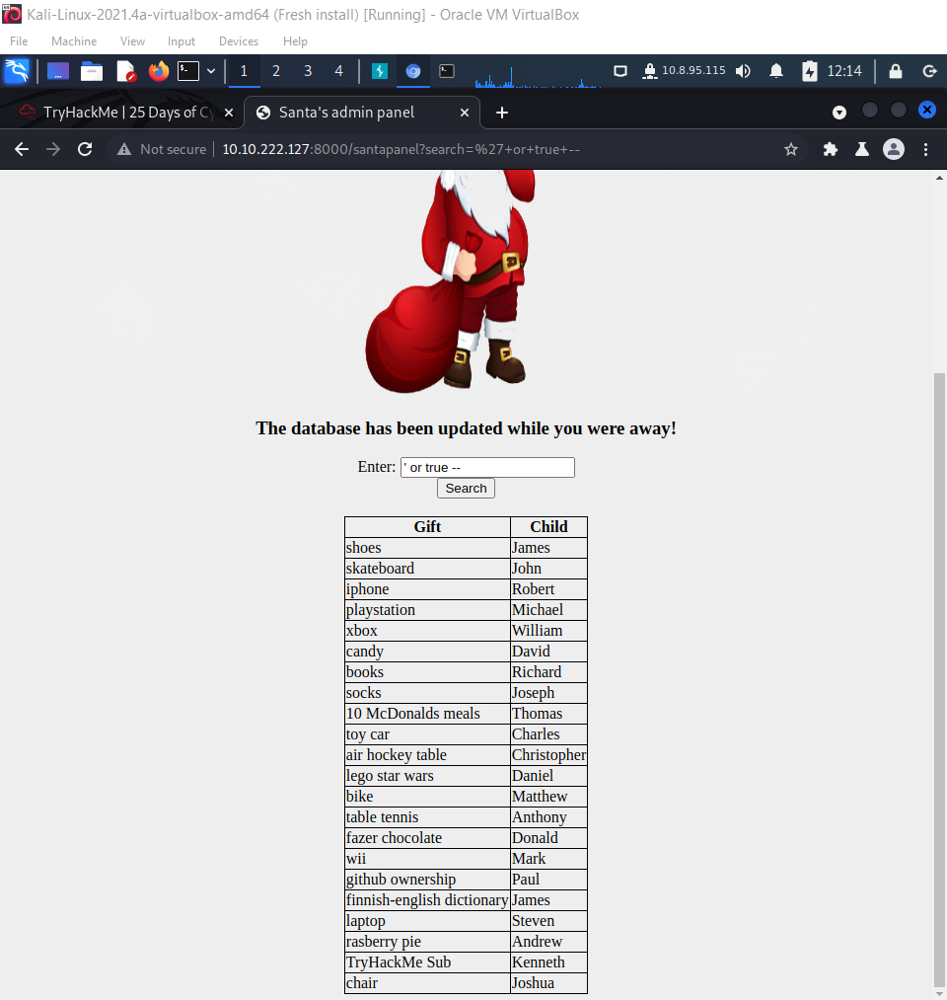 Kali-Linux-2021.4a-virtualbox-amd64 (Fresh install) [Running] - Oracle VM VirtualBox
File Machine View Input Devices Help
1 2 3 4 10.8.95.115 12:14
TryHackMe | 25 Days of Cy Santa's admin panel
Not secure 10.10.222.127:8000/santapanel?search=%27+or+true+--
The database has been updated while you were away!
Enter: ' or true --
Search
Gift Child
shoes James
skateboard John
iphone Robert
playstation Michael
xbox William
candy David
books Richard
socks Joseph
10 McDonalds meals Thomas
toy car Charles
air hockey table Christopher
lego star wars Daniel
bike Matthew
table tennis Anthony
fazer chocolate Donald
wii Mark
github ownership Paul
finnish-english dictionary James
laptop Steven
rasberry pie Andrew
TryHackMe Sub Kenneth
chair Joshua